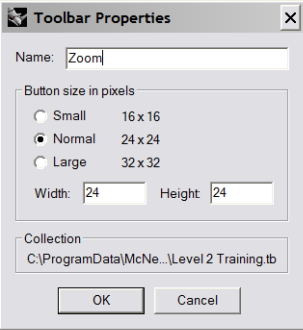 Toolbar Properties
Name: Zoom
Button size in pixels
Small 16 x 16
Normal 24 x 24
Large 32 x 32
Width: 24 Height: 24
Collection
C:\ProgramData\McNe...\Level 2 Training.tb
OK Cancel